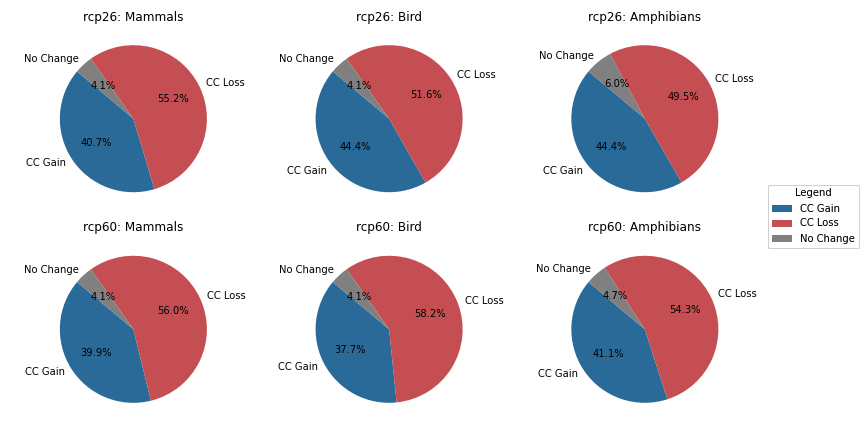 rcp26: Mammals
No Change
4.1%
55.2%
CC Loss
40.7%
CC Gain
rcp26: Bird
No Change
4.1%
51.6%
CC Loss
44.4%
CC Gain
rcp26: Amphibians
No Change
6.0%
49.5%
CC Loss
44.4%
CC Gain
Legend
CC Gain
CC Loss
No Change
rcp60: Mammals
No Change
4.1%
56.0%
CC Loss
39.9%
CC Gain
rcp60: Bird
No Change
4.1%
58.2%
CC Loss
37.7%
CC Gain
rcp60: Amphibians
No Change
4.7%
54.3%
CC Loss
41.1%
CC Gain